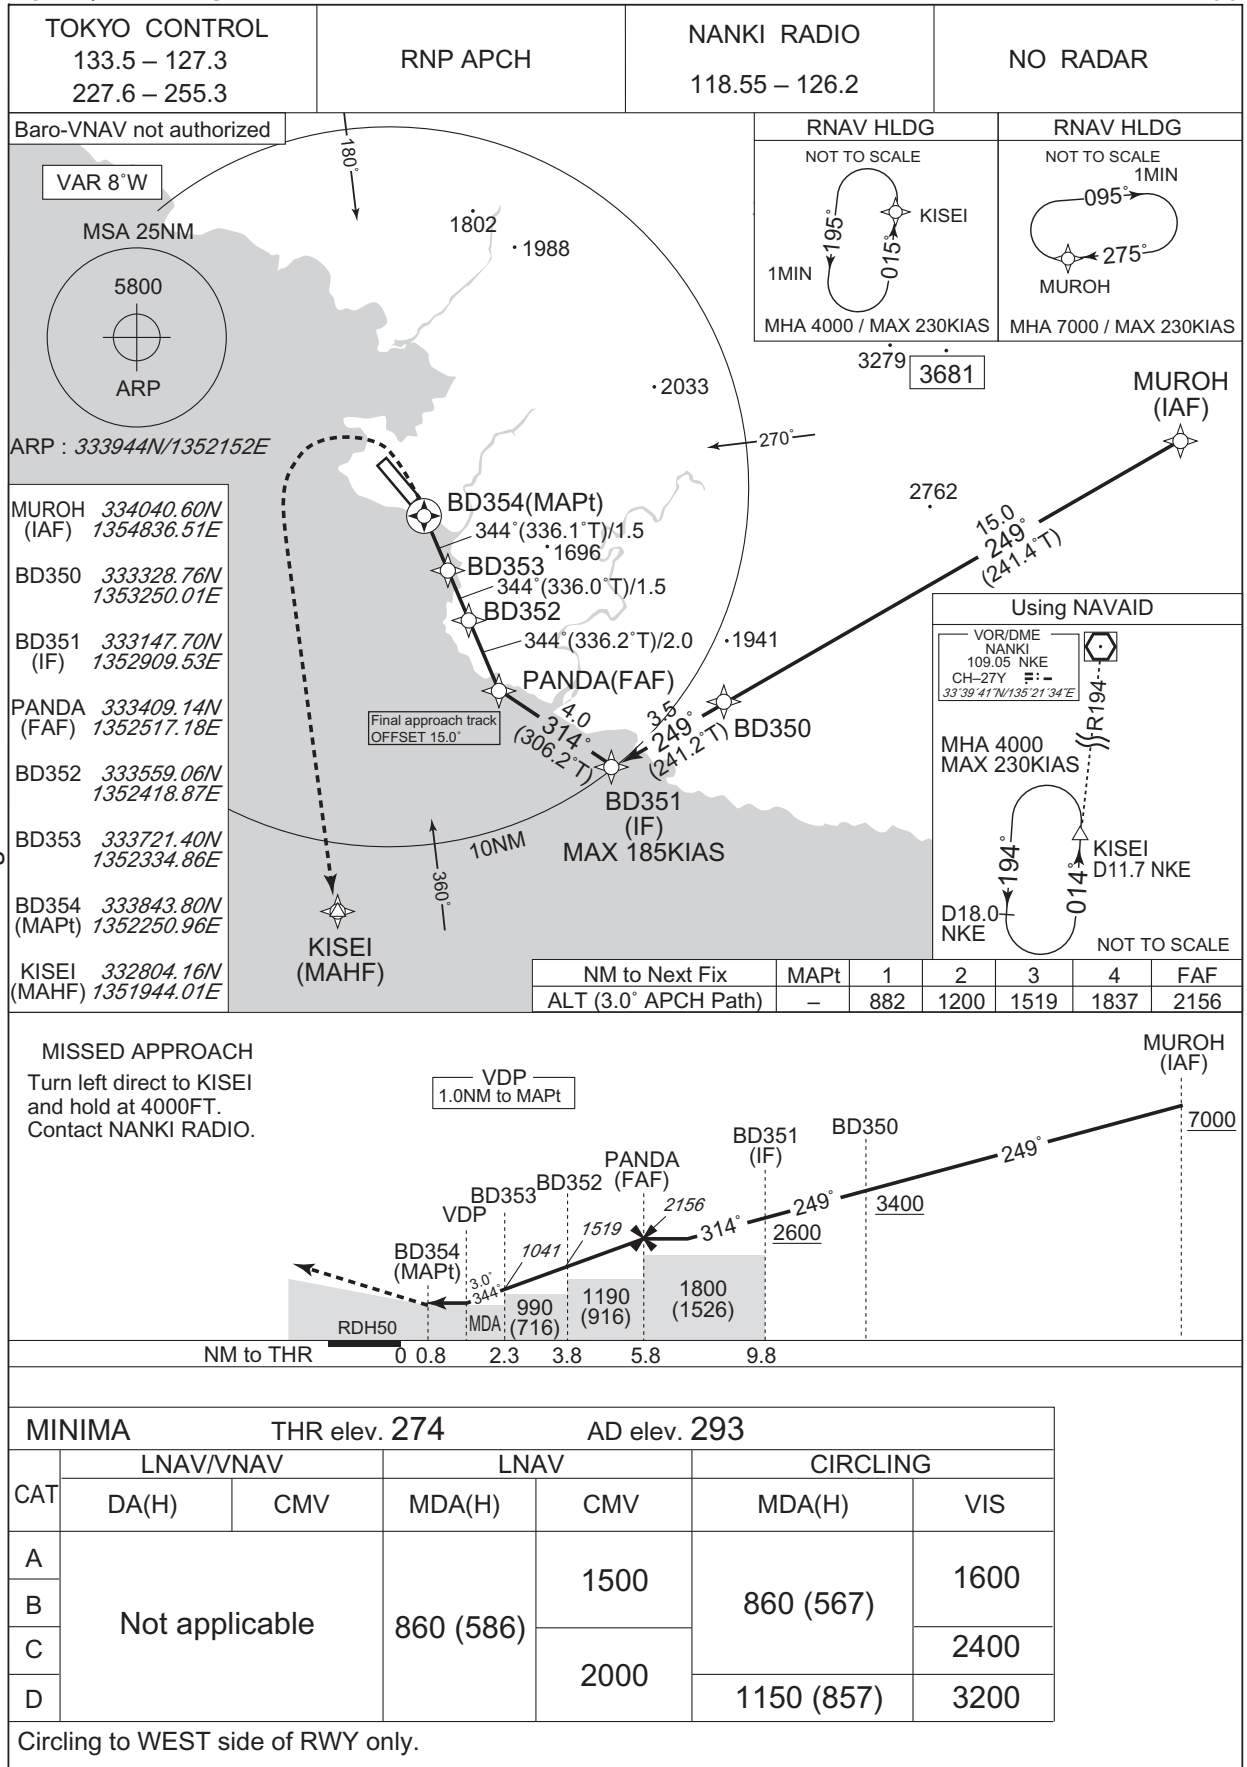 TOKYO CONTROL
133.5 – 127.3
227.6 – 255.3
RNP APCH
NANKI RADIO
118.55 – 126.2
NO RADAR
Baro-VNAV not authorized
VAR 8˚W
MSA 25NM
5800
ARP
ARP : 333944N/1352152E
180˚
1802
1988
2033
3279
3681
270˚
2762
1696
1941
360˚
10NM
RNAV HLDG
NOT TO SCALE
195˚
015˚
KISEI
1MIN
MHA 4000 / MAX 230KIAS
RNAV HLDG
NOT TO SCALE
1MIN
095˚
275˚
MUROH
MHA 7000 / MAX 230KIAS
MUROH
(IAF)
15.0
249˚
(241.4˚T)
BD354(MAPt)
344˚(336.1˚T)/1.5
BD353
344˚(336.0˚T)/1.5
BD352
344˚(336.2˚T)/2.0
PANDA(FAF)
4.0
314˚
(306.2˚T)
3.5
249˚
(241.2˚T)
BD350
Final approach track
OFFSET 15.0˚
BD351
(IF)
MAX 185KIAS
KISEI
(MAHF)
MUROH 334040.60N
(IAF) 1354836.51E
BD350 333328.76N
1353250.01E
BD351 333147.70N
(IF) 1352909.53E
PANDA 333409.14N
(FAF) 1352517.18E
BD352 333559.06N
1352418.87E
BD353 333721.40N
1352334.86E
BD354 333843.80N
(MAPt) 1352250.96E
KISEI 332804.16N
(MAHF) 1351944.01E
Using NAVAID
VOR/DME
NANKI
109.05 NKE
CH–27Y
33˚39´41˝N/135˚21´34˝E
R194
MHA 4000
MAX 230KIAS
194˚
014˚
KISEI
D11.7 NKE
D18.0
NKE
NOT TO SCALE
NM to Next Fix MAPt 1 2 3 4 FAF
ALT (3.0˚ APCH Path) – 882 1200 1519 1837 2156
MISSED APPROACH
Turn left direct to KISEI
and hold at 4000FT.
Contact NANKI RADIO.
VDP
1.0NM to MAPt
MUROH
(IAF)
7000
249˚
BD350
3400
249˚
BD351
(IF)
2600
314˚
PANDA
(FAF)
2156
BD352
1519
BD353
1041
VDP
BD354
(MAPt)
3.0˚
344˚
MDA
990
(716)
1190
(916)
1800
(1526)
RDH50
NM to THR 0 0.8 2.3 3.8 5.8 9.8
MINIMA THR elev. 274 AD elev. 293
CAT LNAV/VNAV LNAV CIRCLING
DA(H) CMV MDA(H) CMV MDA(H) VIS
A
B
C
D
Not applicable
860 (586)
1500
2000
860 (567)
1150 (857)
1600
2400
3200
Circling to WEST side of RWY only.